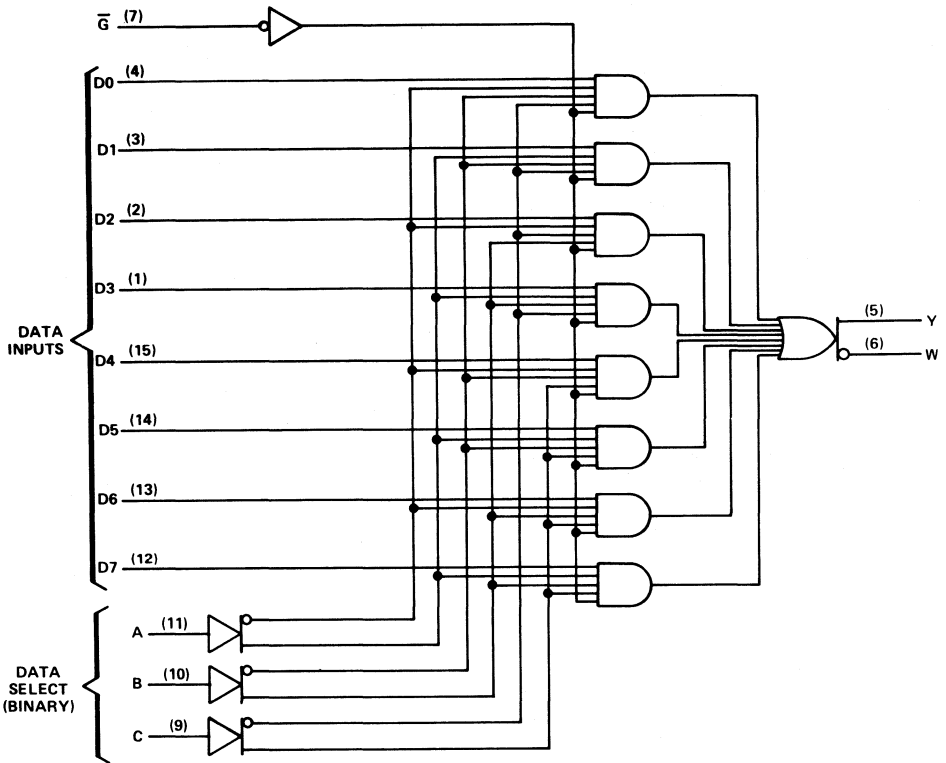 G̅ (7)
D0 (4)
D1 (3)
D2 (2)
D3 (1)
DATA
INPUTS
D4 (15)
D5 (14)
D6 (13)
D7 (12)
(5) Y
(6) W
DATA
SELECT
(BINARY)
A (11)
B (10)
C (9)